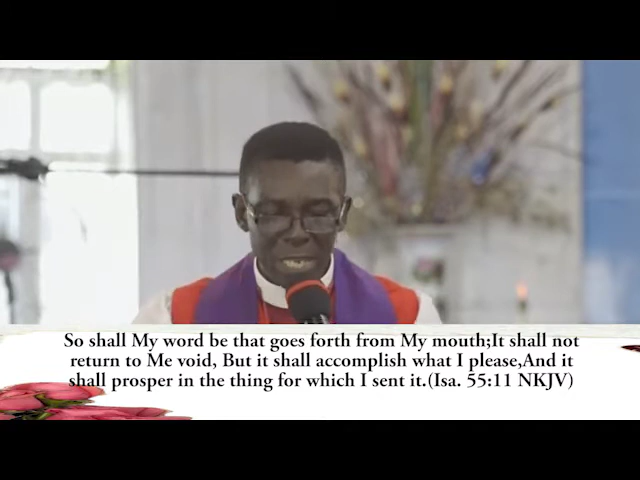 So shall My word be that goes forth from My mouth;It shall not
return to Me void, But it shall accomplish what I please,And it
shall prosper in the thing for which I sent it.(Isa. 55:11 NKJV)